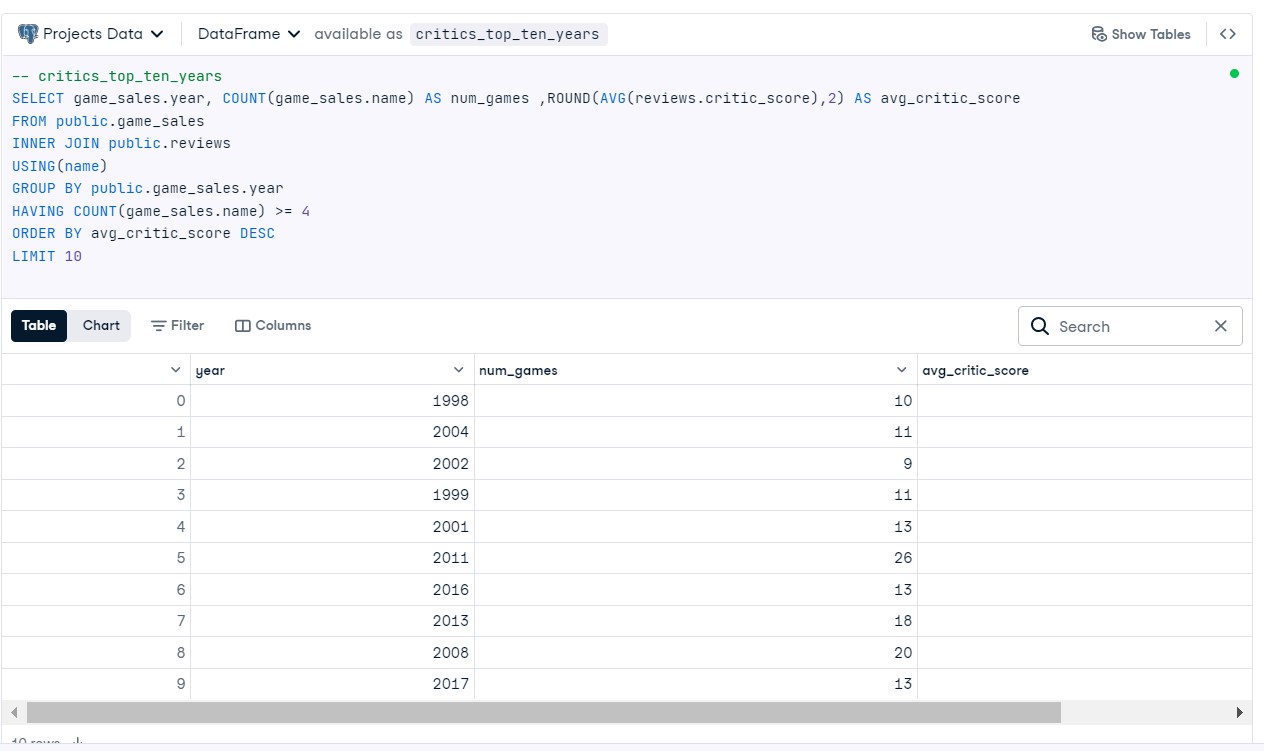 Projects Data DataFrame available as critics_top_ten_years Show Tables <>
-- critics_top_ten_years
SELECT game_sales.year, COUNT(game_sales.name) AS num_games ,ROUND(AVG(reviews.critic_score),2) AS avg_critic_score
FROM public.game_sales
INNER JOIN public.reviews
USING(name)
GROUP BY public.game_sales.year
HAVING COUNT(game_sales.name) >= 4
ORDER BY avg_critic_score DESC
LIMIT 10
Table Chart Filter Columns Search
year num_games avg_critic_score
0 1998 10
1 2004 11
2 2002 9
3 1999 11
4 2001 13
5 2011 26
6 2016 13
7 2013 18
8 2008 20
9 2017 13
10 rows